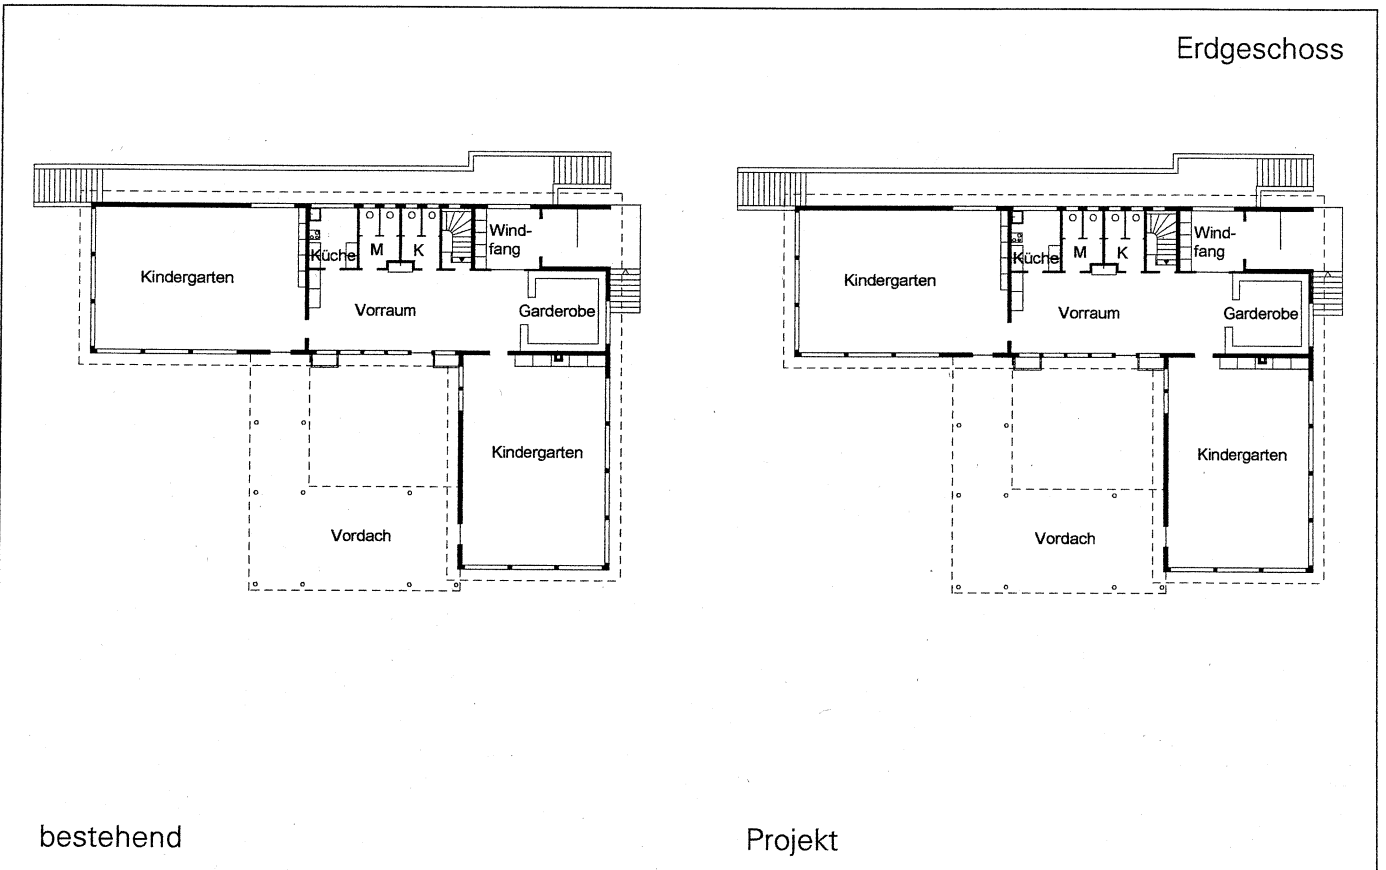 Erdgeschoss
Kindergarten
Küche
M
K
Wind-
fang
Vorraum
Garderobe
Kindergarten
Vordach
Kindergarten
Küche
M
K
Wind-
fang
Vorraum
Garderobe
Kindergarten
Vordach
bestehend
Projekt